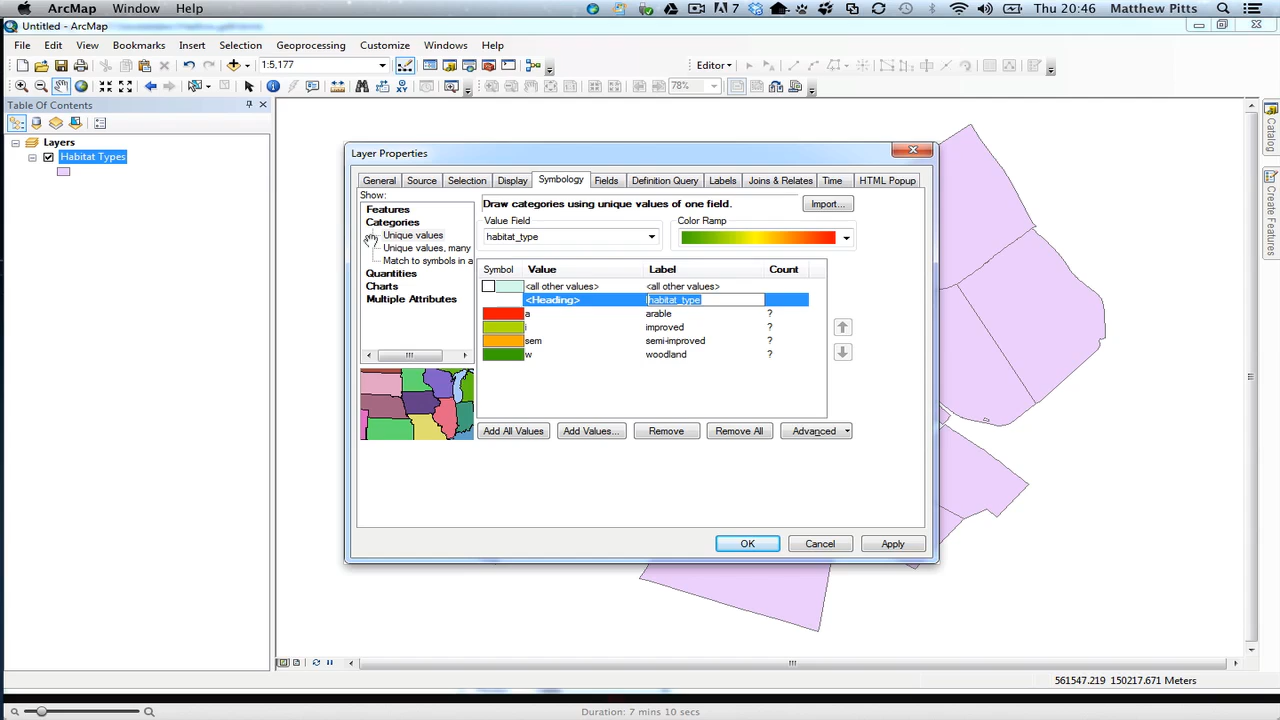 ArcMap Window Help 7 Thu 20:46 Matthew Pitts
Untitled - ArcMap
File Edit View Bookmarks Insert Selection Geoprocessing Customize Windows Help
1:5,177 Editor
78%
Table Of Contents
Layers
Habitat Types
Catalog
Create Features
Layer Properties
General Source Selection Display Symbology Fields Definition Query Labels Joins & Relates Time HTML Popup
Show:
Features
Categories
Unique values
Unique values, many
Match to symbols in a
Quantities
Charts
Multiple Attributes
Draw categories using unique values of one field.
Import...
Value Field
habitat_type
Color Ramp
Symbol Value Label Count
<all other values> <all other values>
<Heading> habitat_type
a arable ?
i improved ?
sem semi-improved ?
w woodland ?
Add All Values Add Values... Remove Remove All Advanced
OK Cancel Apply
561547.219 150217.671 Meters
Duration: 7 mins 10 secs